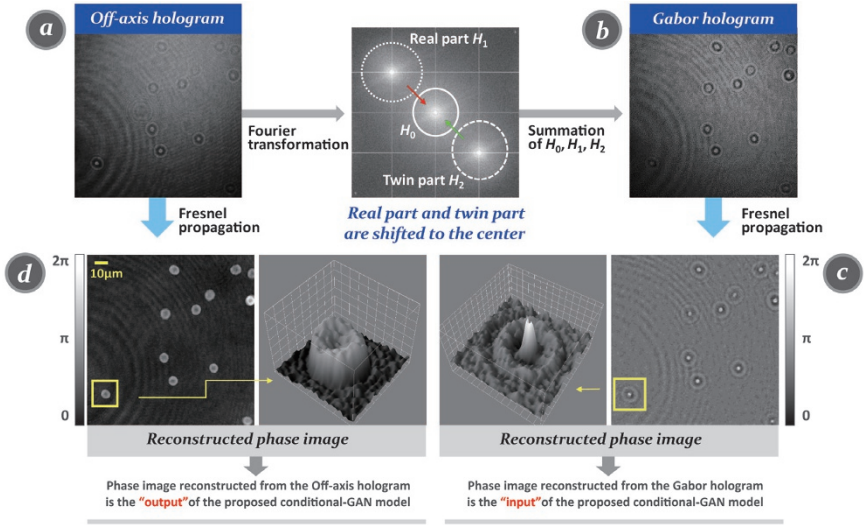 a
Off-axis hologram
b
Gabor hologram
Real part H₁
H₀
Twin part H₂
Fourier
transformation
Summation
of H₀, H₁, H₂
Real part and twin part
are shifted to the center
Fresnel
propagation
Fresnel
propagation
d
2π
π
0
10μm
c
2π
π
0
Reconstructed phase image
Reconstructed phase image
Phase image reconstructed from the Off-axis hologram
is the “output” of the proposed conditional-GAN model
Phase image reconstructed from the Gabor hologram
is the “input” of the proposed conditional-GAN model